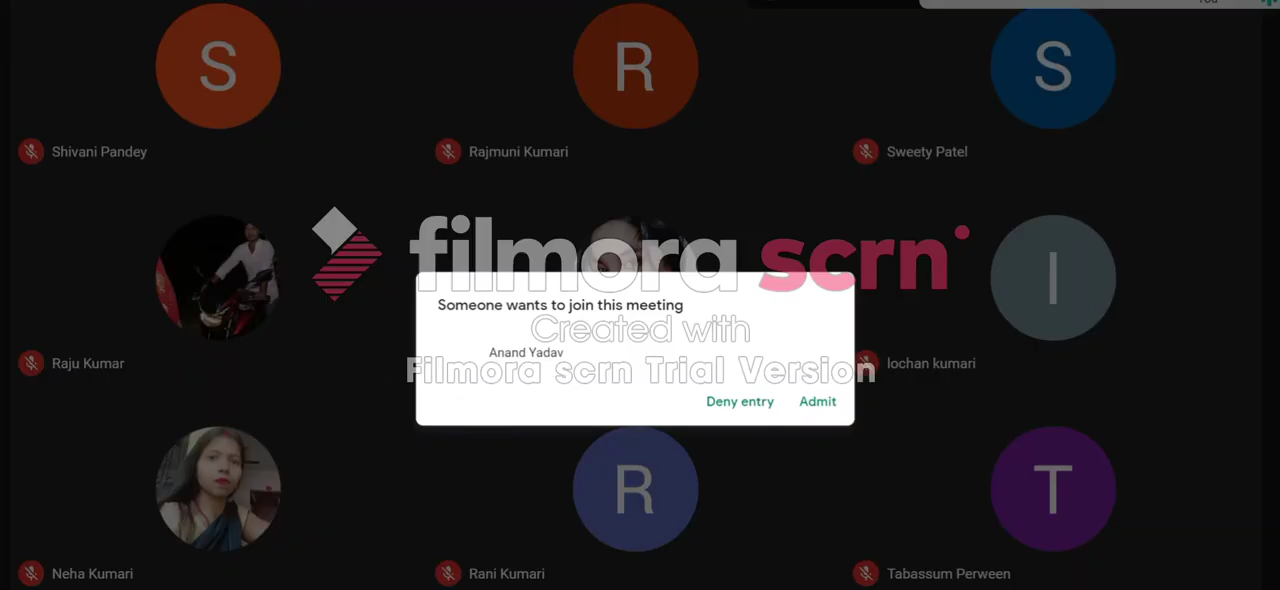 S
R
S
Shivani Pandey
Rajmuni Kumari
Sweety Patel
filmora scrn
I
Someone wants to join this meeting
Created with
Anand Yadav
Filmora scrn Trial Version
Raju Kumar
lochan kumari
Deny entry
Admit
R
T
Neha Kumari
Rani Kumari
Tabassum Perween